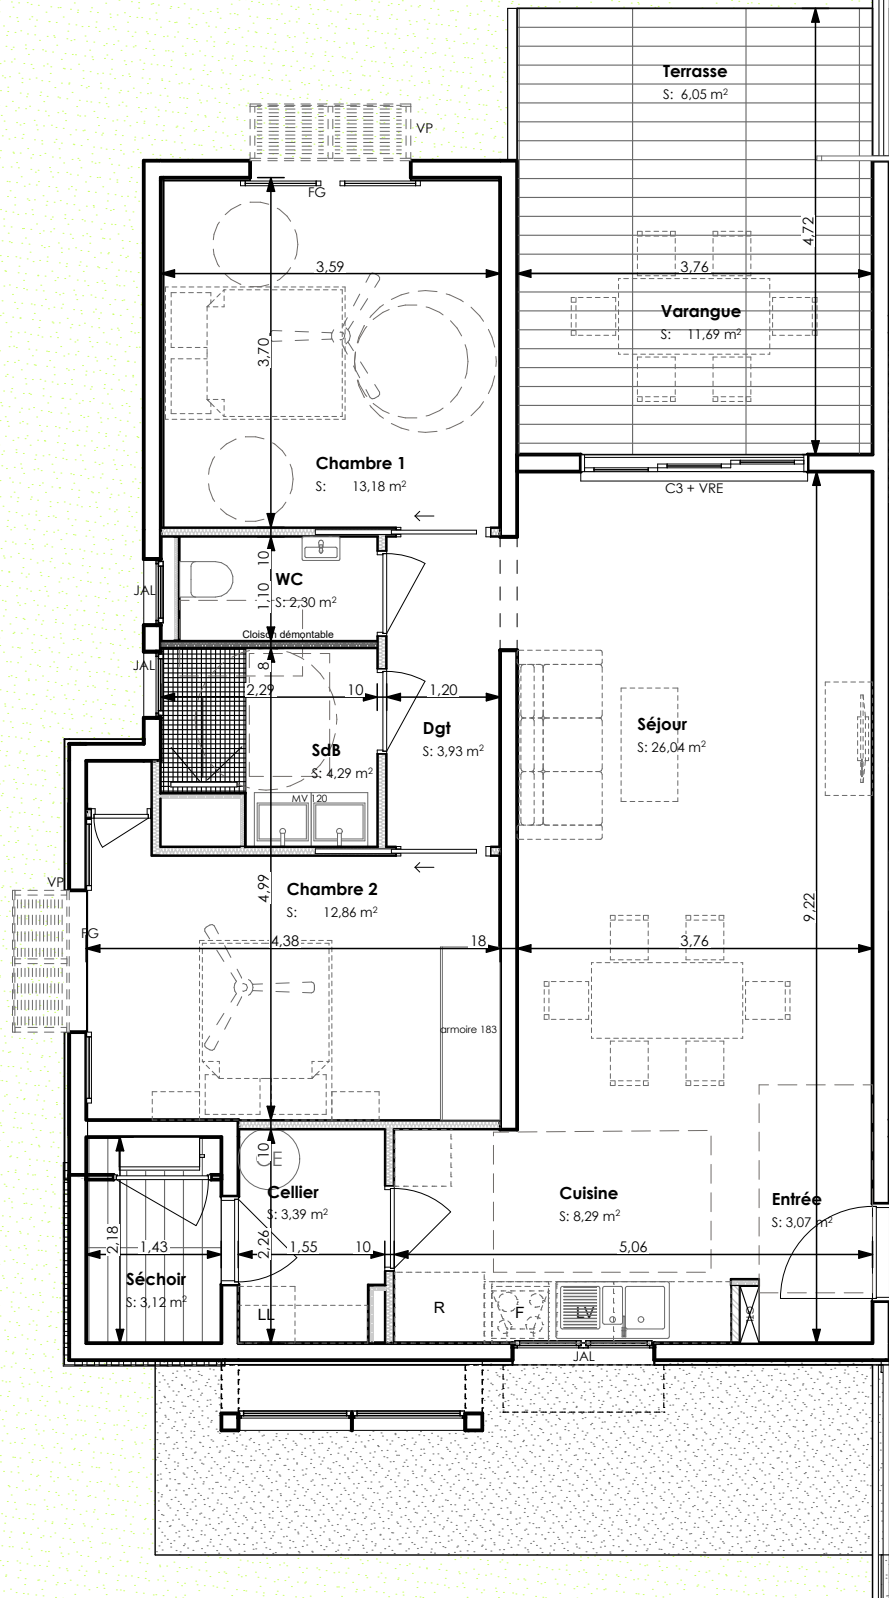 Terrasse
S: 6,05 m²
VP
FG
4,72
3,59
3,76
Varangue
S: 11,69 m²
3,70
Chambre 1
S: 13,18 m²
C3 + VRE
10
WC
S: 2,30 m²
JAL
1,10
Cloison démontable
JAL
8
2,29
10
1,20
Dgt
S: 3,93 m²
Séjour
S: 26,04 m²
SdB
S: 4,29 m²
MV 120
VP
Chambre 2
S: 12,86 m²
4,99
9,22
FG
4,38
18
3,76
armoire 183
10
CE
Cellier
S: 3,39 m²
Cuisine
S: 8,29 m²
Entrée
S: 3,07 m²
2,18
1,43
2,26
1,55
10
5,06
Séchoir
S: 3,12 m²
LL
R
F
LV
GT
JAL